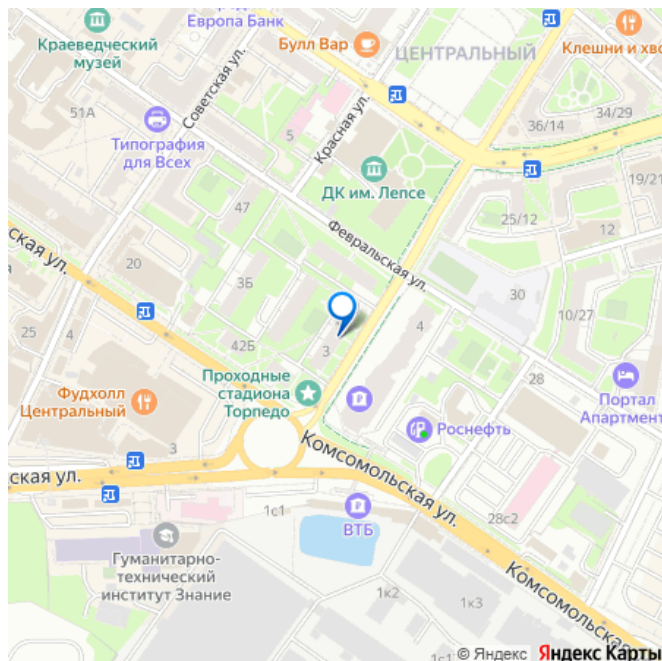 Европа Банк
Краеведческий
музей
Булл Вар
ЦЕНТРАЛЬНЫЙ
Клешни и хво
51А
Советская ул.
Типография
для Всех
5
Красная ул.
36/14
34/29
ДК им. Лепсе
19/21
47
25/12
12
Февральская ул.
ская ул.
20
3Б
30
10/27
25
4
42Б
3
4
28
Проходные
стадиона
Торпедо
Фудхолл
Центральный
Портал
Апартмент
Роснефть
3
Комсомольская ул.
ская ул.
1с1
ВТБ
28с2
Гуманитарно-
технический
институт Знание
1к2
1к3
Комсомольская
1с1
© Яндекс Яндекс Карты